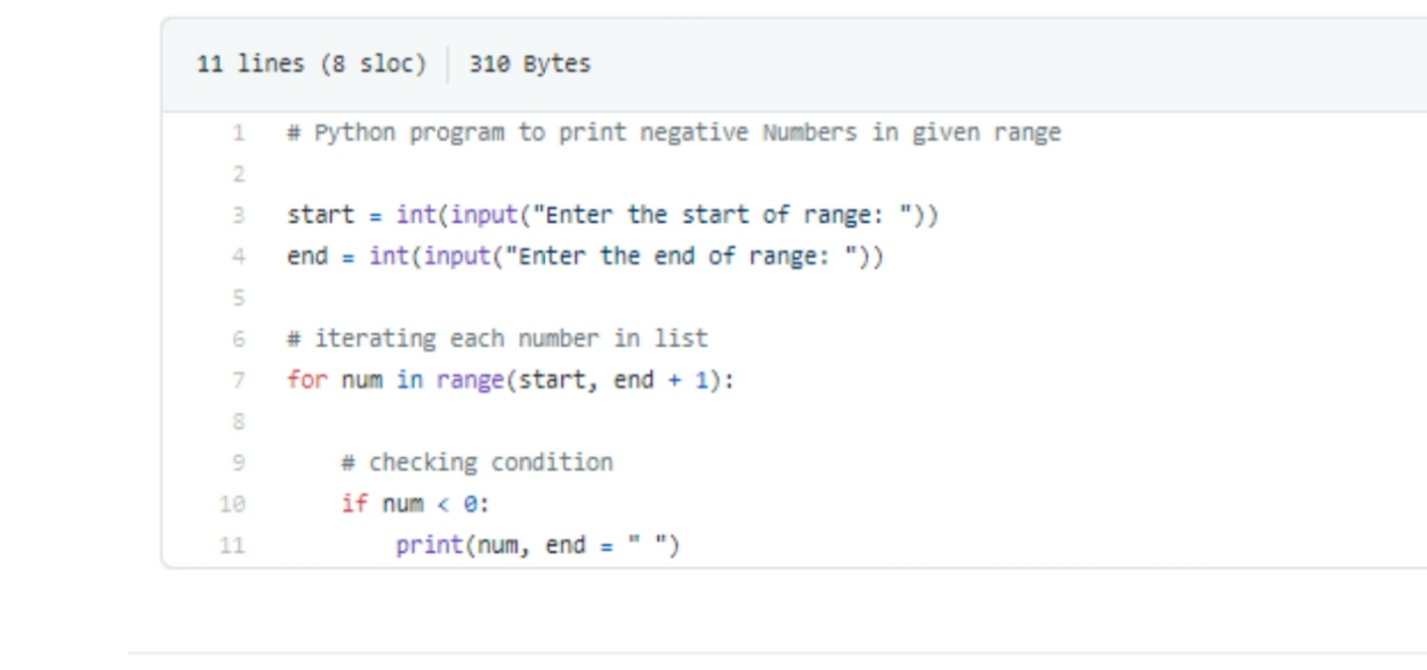 11 lines (8 sloc) 310 Bytes
1 # Python program to print negative Numbers in given range
2
3 start = int(input("Enter the start of range: "))
4 end = int(input("Enter the end of range: "))
5
6 # iterating each number in list
7 for num in range(start, end + 1):
8
9     # checking condition
10     if num < 0:
11         print(num, end = " ")